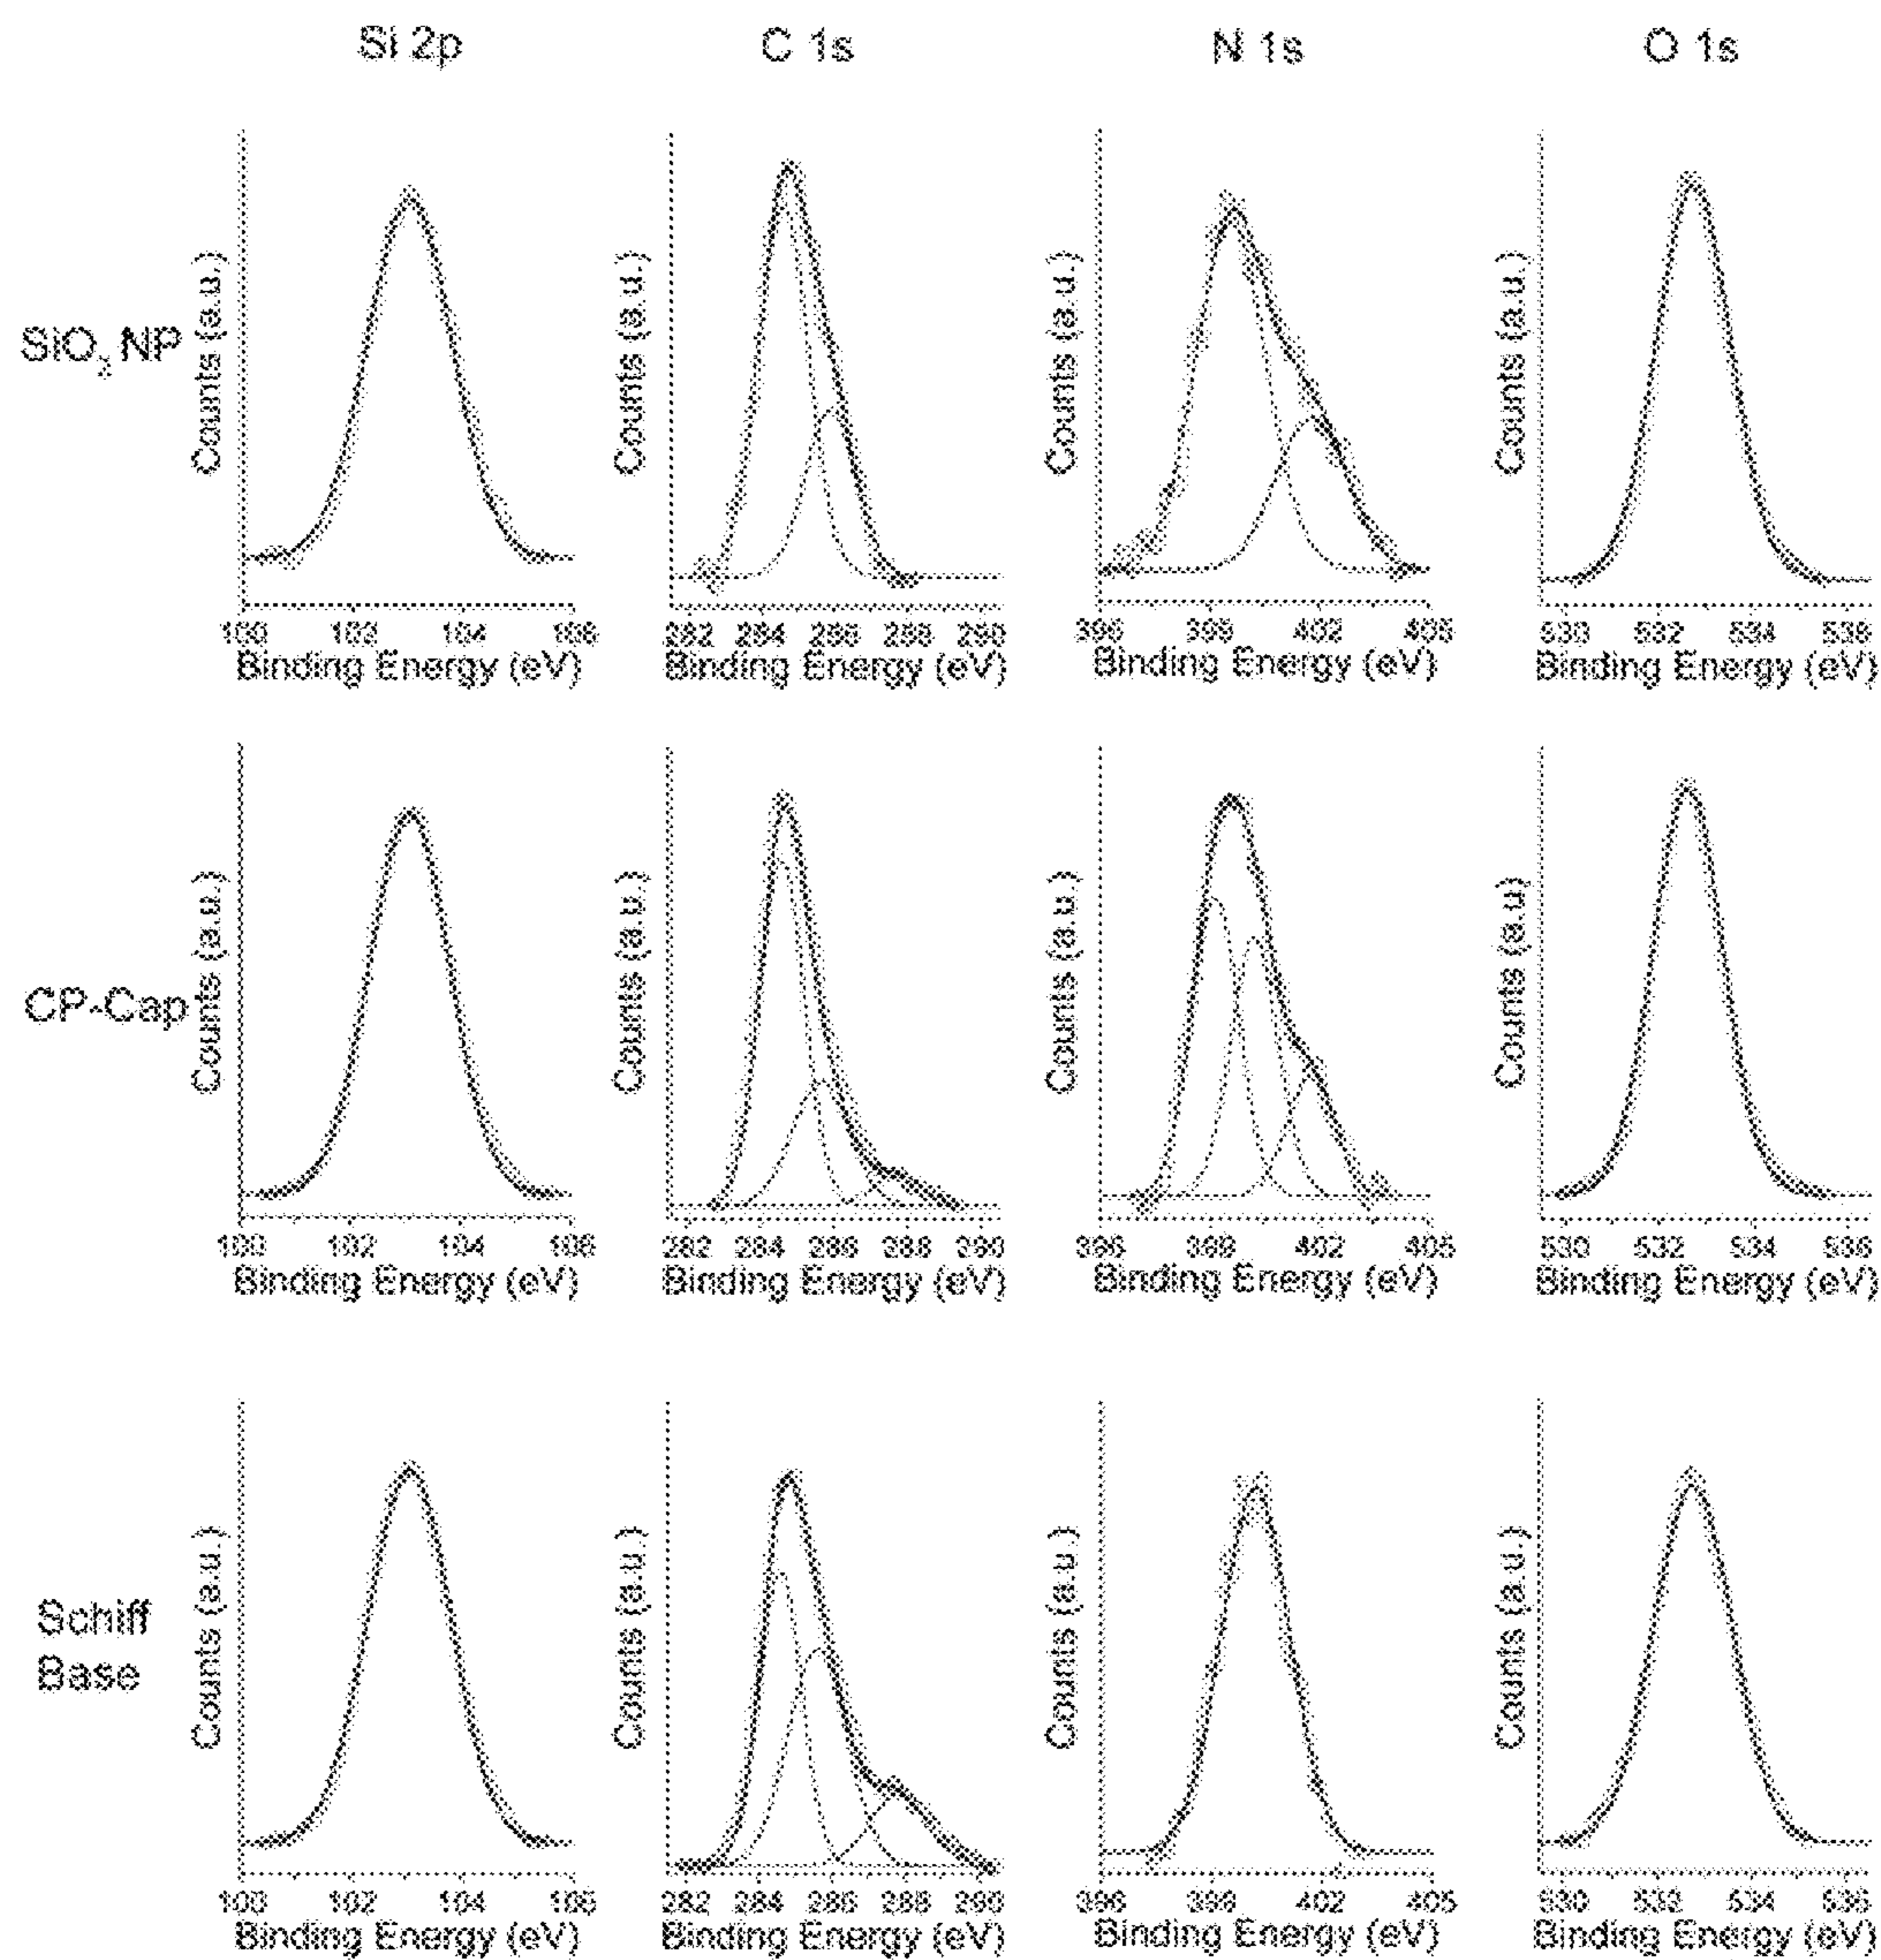 Si 2p C 1s N 1s O 1s
SiO2 NP
Counts (a.u.) Counts (a.u.) Counts (a.u.) Counts (a.u.)
100 102 104 106 282 284 286 288 290 396 399 402 405 530 532 534 536
Binding Energy (eV) Binding Energy (eV) Binding Energy (eV) Binding Energy (eV)
CP-Cap
Counts (a.u.) Counts (a.u.) Counts (a.u.) Counts (a.u)
100 102 104 106 282 284 286 288 290 396 399 402 405 530 532 534 536
Binding Energy (eV) Binding Energy (eV) Binding Energy (eV) Binding Energy (eV)
Schiff
Base
Counts (a.u.) Counts (a.u.) Counts (a.u.) Counts (a.u.)
100 102 104 106 282 284 286 288 290 396 399 402 405 530 532 534 536
Binding Energy (eV) Binding Energy (eV) Binding Energy (eV) Binding Energy (eV)